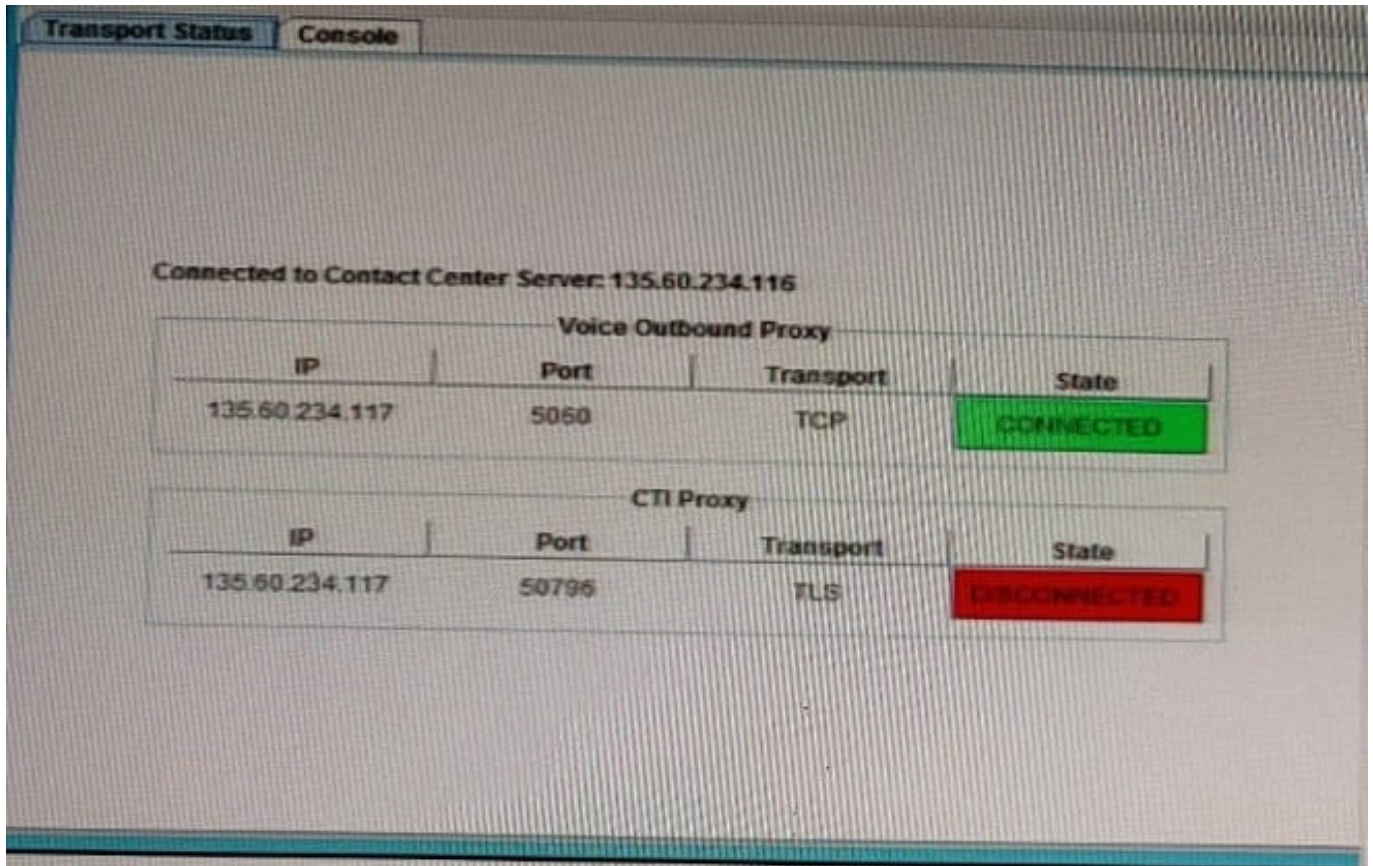 Transport Status Console
Connected to Contact Center Server: 135.60.234.116
Voice Outbound Proxy
IP Port Transport State
135.60.234.117 5060 TCP CONNECTED
CTI Proxy
IP Port Transport State
135.60.234.117 50796 TLS DISCONNECTED